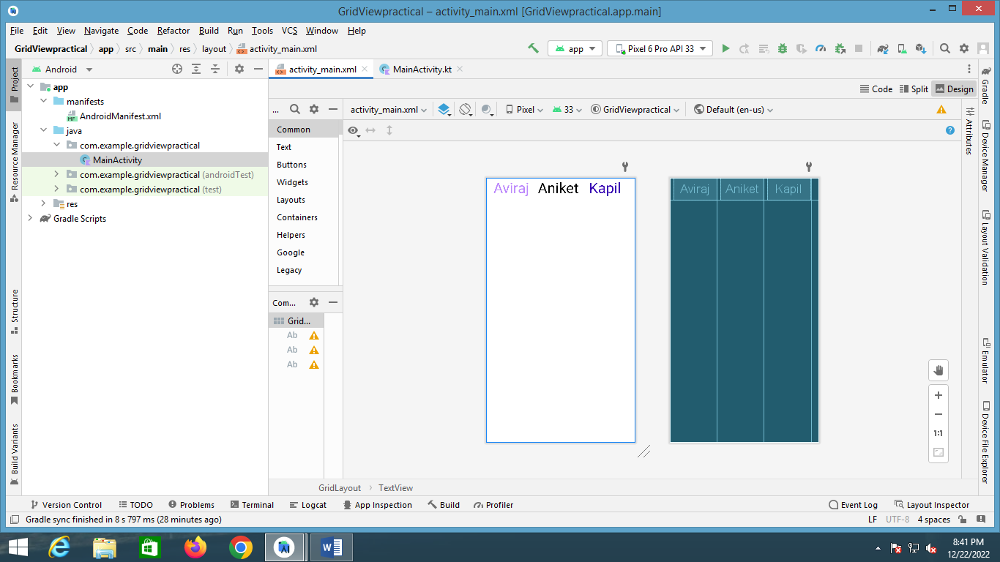 GridViewpractical – activity_main.xml [GridViewpractical.app.main]
File Edit View Navigate Code Refactor Build Run Tools VCS Window Help
GridViewpractical app src main res layout activity_main.xml app Pixel 6 Pro API 33
Project
Resource Manager
Structure
Bookmarks
Build Variants
Android
app
manifests
MF AndroidManifest.xml
java
com.example.gridviewpractical
MainActivity
com.example.gridviewpractical (androidTest)
com.example.gridviewpractical (test)
res
Gradle Scripts
activity_main.xml MainActivity.kt
Code Split Design
... activity_main.xml Pixel 33 GridViewpractical Default (en-us)
Common
Text
Buttons
Widgets
Layouts
Containers
Helpers
Google
Legacy
Com...
Grid...
Ab
Ab
Ab
Aviraj Aniket Kapil
Aviraj Aniket Kapil
1:1
GridLayout TextView
Attributes
Gradle
Device Manager
Layout Validation
Emulator
Device File Explorer
Version Control TODO Problems Terminal Logcat App Inspection Build Profiler Event Log Layout Inspector
Gradle sync finished in 8 s 797 ms (28 minutes ago) LF UTF-8 4 spaces
8:41 PM
12/22/2022